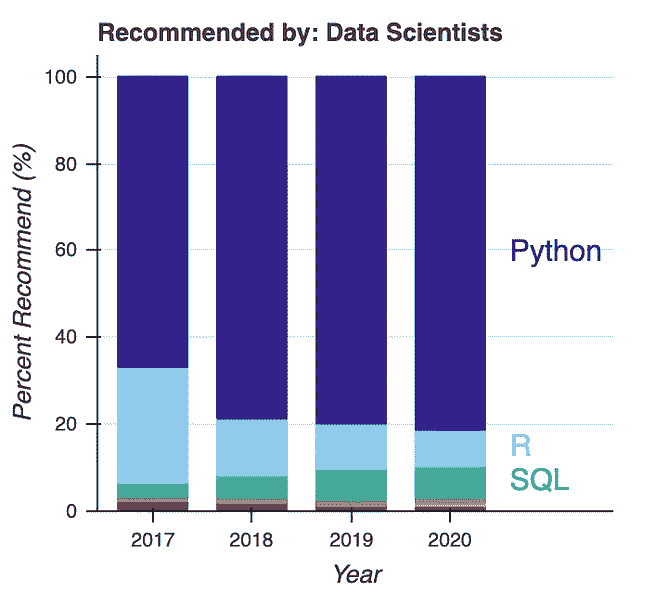 Recommended by: Data Scientists
Percent Recommend (%)
100
80
60
40
20
0
Python
R
SQL
2017 2018 2019 2020
Year